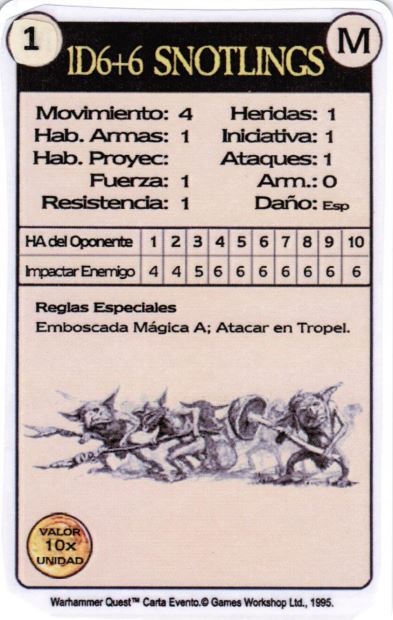 1
M
1D6+6 SNOTLINGS
Movimiento: 4 Heridas: 1
Hab. Armas: 1 Iniciativa: 1
Hab. Proyec: Ataques: 1
Fuerza: 1 Arm.: 0
Resistencia: 1 Daño: Esp
HA del Oponente 1 2 3 4 5 6 7 8 9 10
Impactar Enemigo 4 4 5 6 6 6 6 6 6 6
Reglas Especiales
Emboscada Mágica A; Atacar en Tropel.
VALOR
10x
UNIDAD
Warhammer Quest™ Carta Evento.© Games Workshop Ltd., 1995.